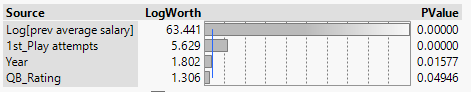 Source LogWorth PValue
Log[prev average salary] 63.441 0.00000
1st_Play attempts 5.629 0.00000
Year 1.802 0.01577
QB_Rating 1.306 0.04946